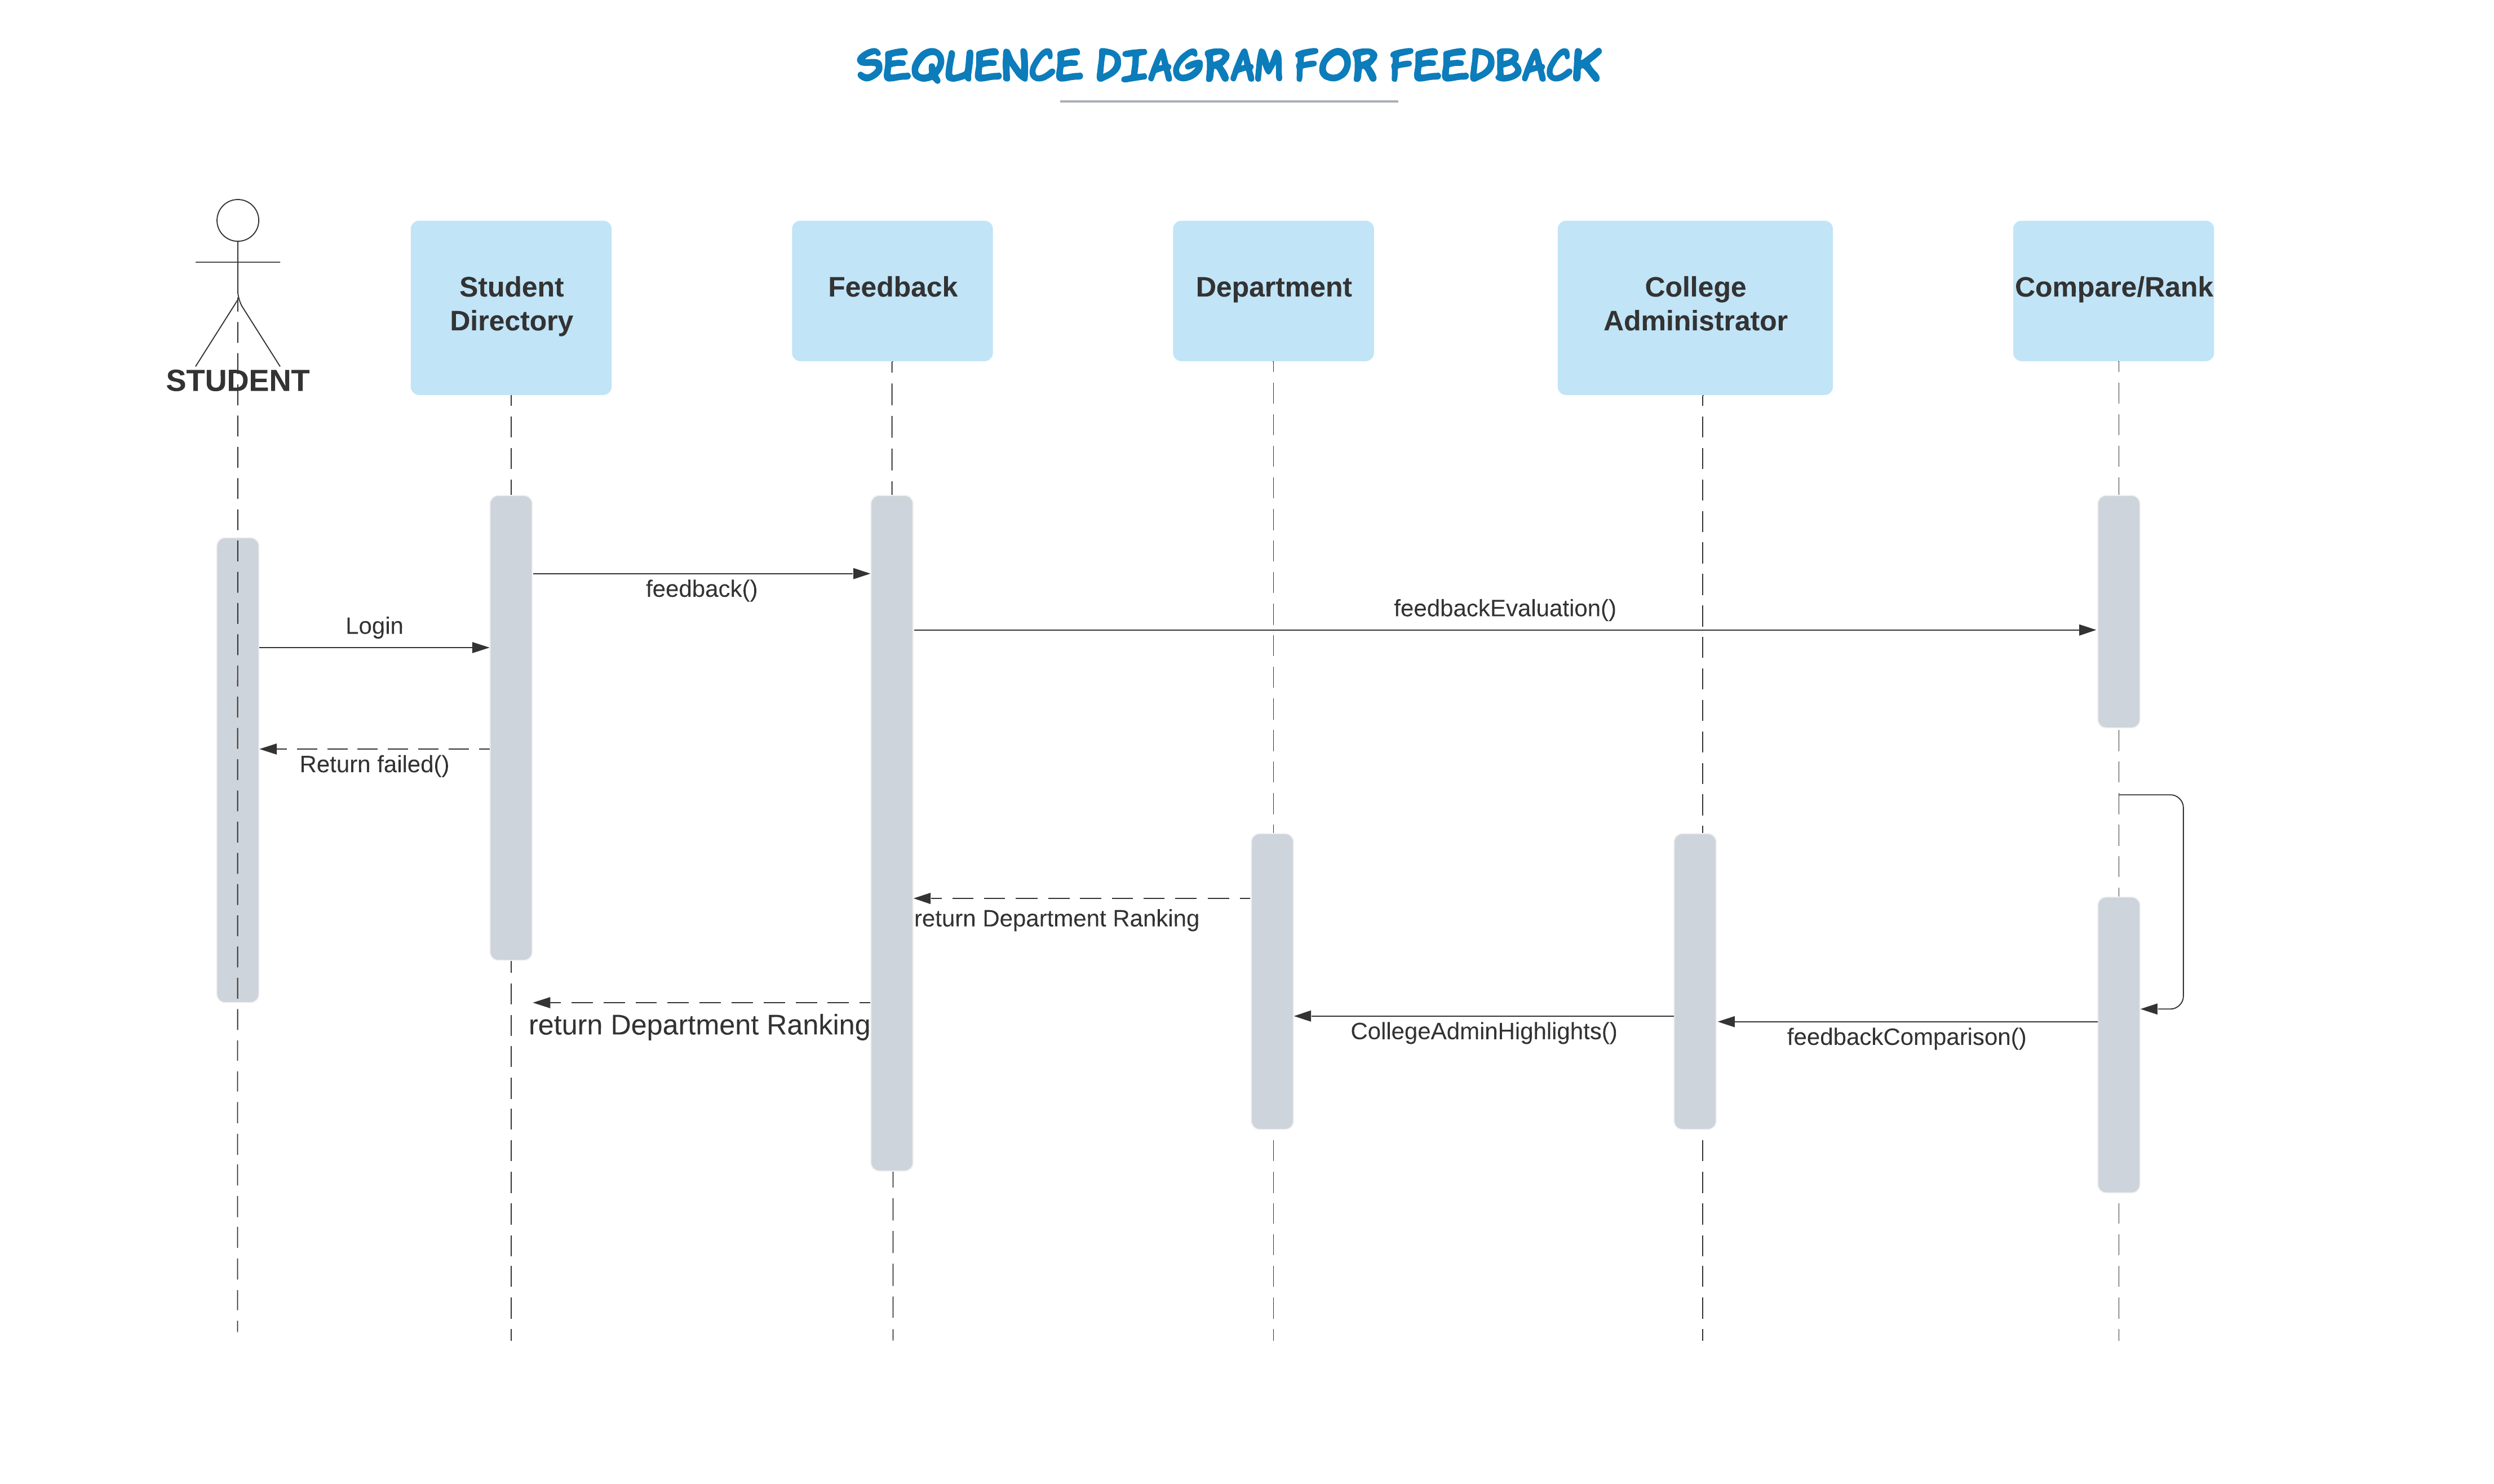 SEQUENCE DIAGRAM FOR FEEDBACK
STUDENT
Student
Directory
Feedback
Department
College
Administrator
Compare/Rank
feedback()
feedbackEvaluation()
Login
Return failed()
return Department Ranking
return Department Ranking
CollegeAdminHighlights()
feedbackComparison()